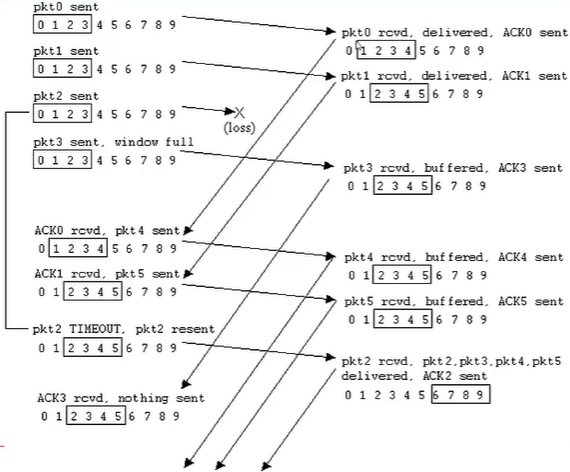 pkt0 sent
0 1 2 3 4 5 6 7 8 9
pkt0 rcvd, delivered, ACK0 sent
0 1 2 3 4 5 6 7 8 9
pkt1 sent
0 1 2 3 4 5 6 7 8 9
pkt1 rcvd, delivered, ACK1 sent
0 1 2 3 4 5 6 7 8 9
pkt2 sent
0 1 2 3 4 5 6 7 8 9
X
(loss)
pkt3 sent, window full
0 1 2 3 4 5 6 7 8 9
pkt3 rcvd, buffered, ACK3 sent
0 1 2 3 4 5 6 7 8 9
ACK0 rcvd, pkt4 sent
0 1 2 3 4 5 6 7 8 9
pkt4 rcvd, buffered, ACK4 sent
0 1 2 3 4 5 6 7 8 9
ACK1 rcvd, pkt5 sent
0 1 2 3 4 5 6 7 8 9
pkt5 rcvd, buffered, ACK5 sent
0 1 2 3 4 5 6 7 8 9
pkt2 TIMEOUT, pkt2 resent
0 1 2 3 4 5 6 7 8 9
pkt2 rcvd, pkt2,pkt3,pkt4,pkt5
delivered, ACK2 sent
0 1 2 3 4 5 6 7 8 9
ACK3 rcvd, nothing sent
0 1 2 3 4 5 6 7 8 9